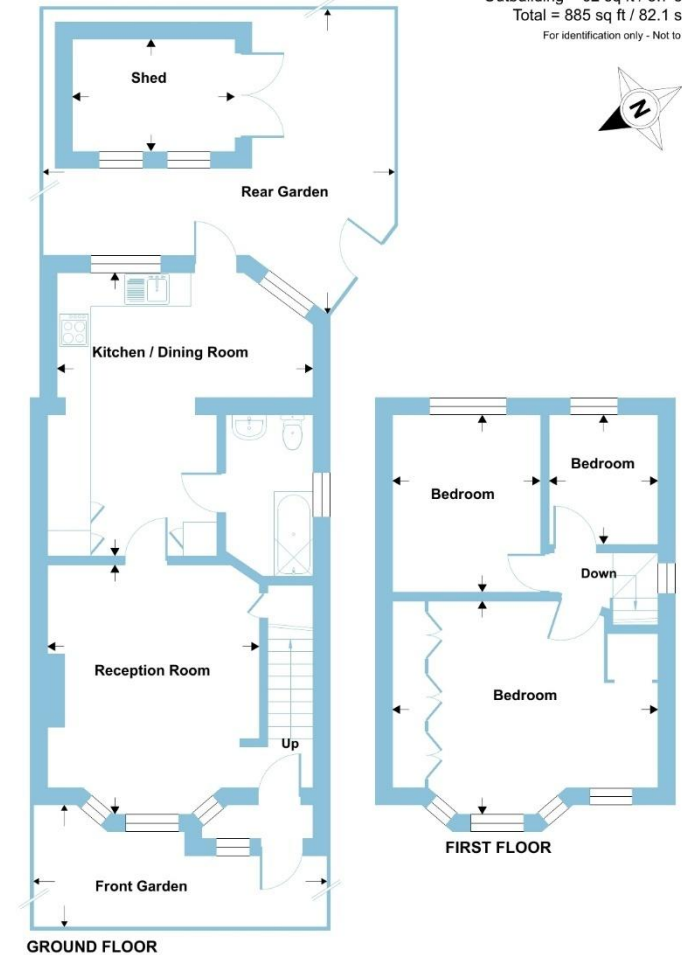 Total = 885 sq ft / 82.1 s
For identification only - Not to
N
Shed
Rear Garden
Kitchen / Dining Room
Bedroom
Bedroom
Down
Reception Room
Bedroom
Up
FIRST FLOOR
Front Garden
GROUND FLOOR